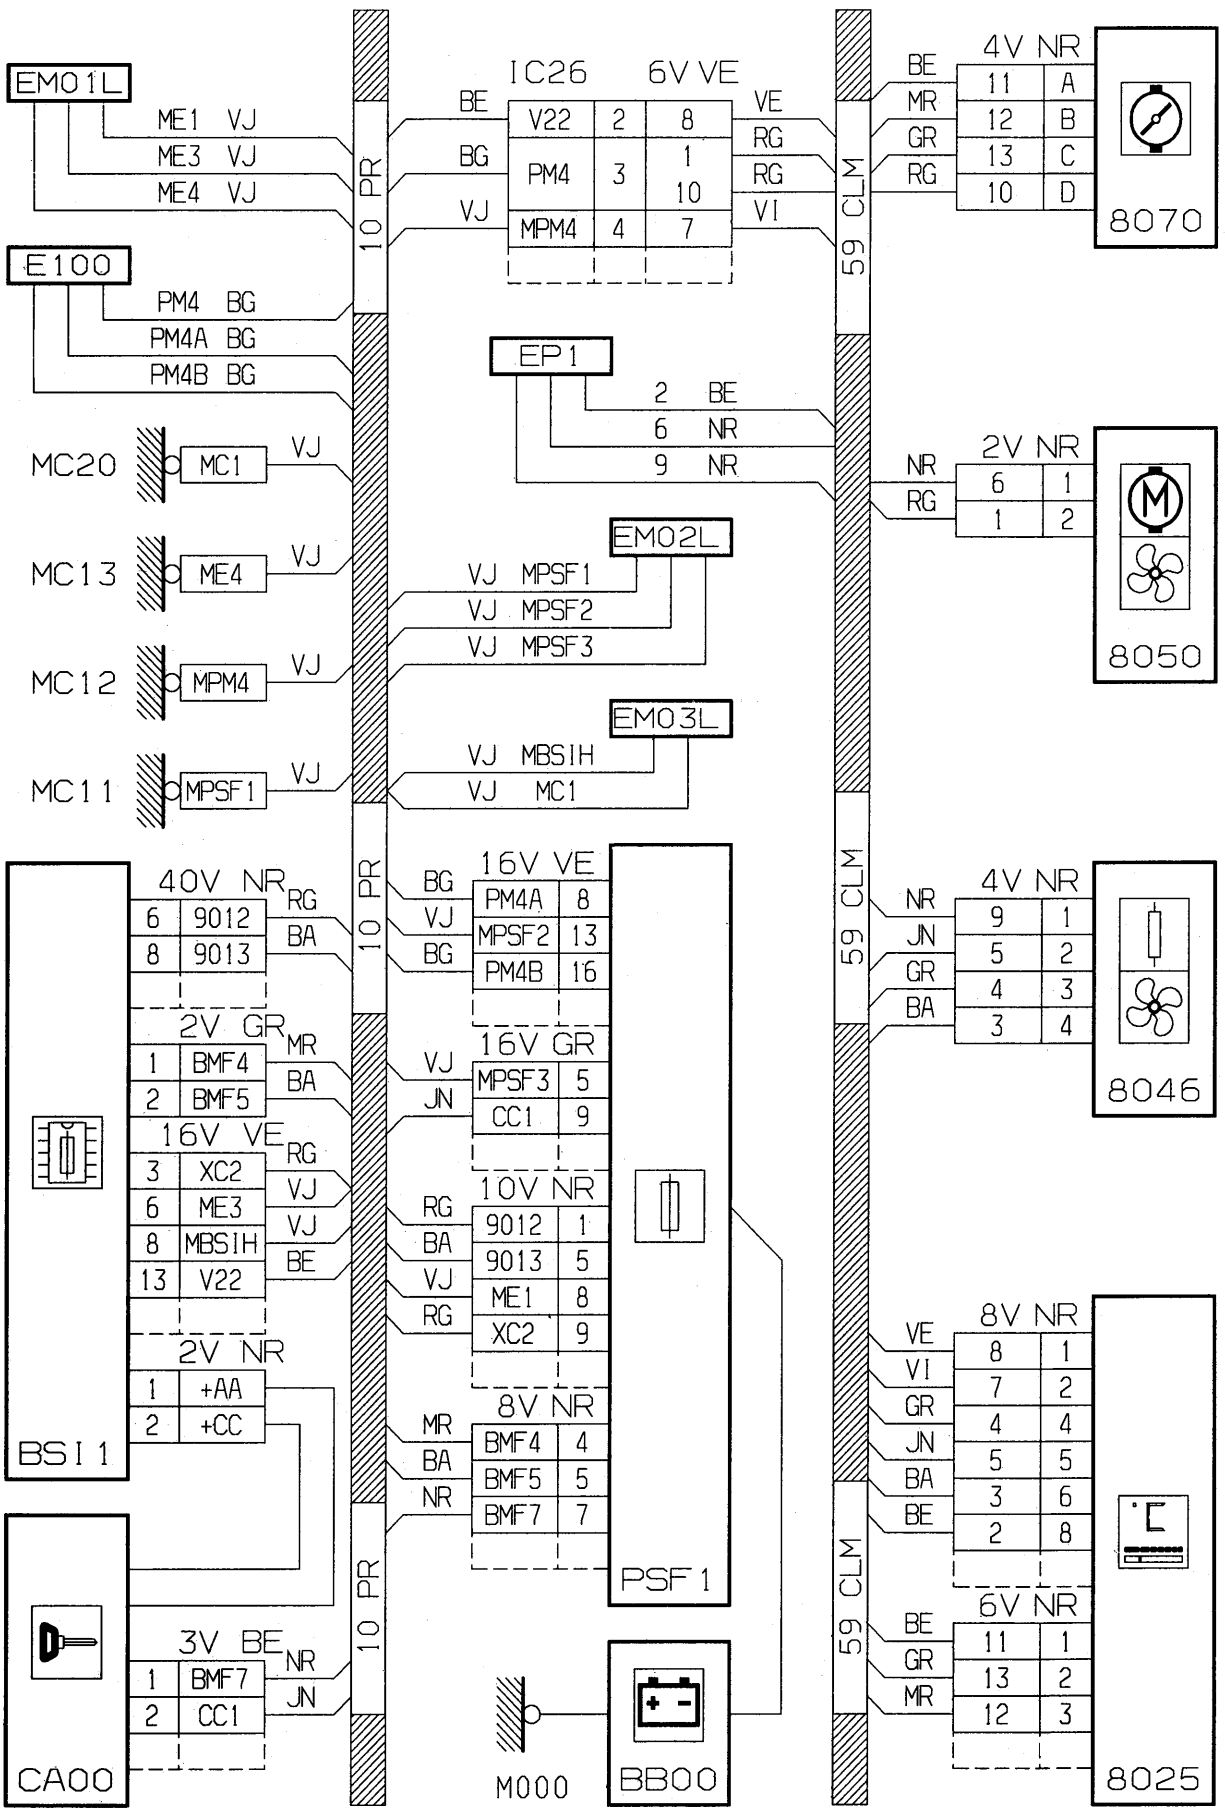 EM01L
ME1 VJ
ME3 VJ
ME4 VJ
E100
PM4 BG
PM4A BG
PM4B BG
MC20 MC1 VJ
MC13 ME4 VJ
MC12 MPM4 VJ
MC11 MPSF1 VJ
40V NR
6 9012 RG
8 9013 BA
2V GR
1 BMF4 MR
2 BMF5 BA
16V VE
3 XC2 RG
6 ME3 VJ
8 MBSIH VJ
13 V22 BE
2V NR
1 +AA
2 +CC
BSI1
3V BE
1 BMF7 NR
2 CC1 JN
CA00
10 PR
10 PR
10 PR
IC26 6V VE
BE V22 2 8 VE
BG PM4 3 1 RG
10 RG
VJ MPM4 4 7 VI
EP1
2 BE
6 NR
9 NR
EM02L
VJ MPSF1
VJ MPSF2
VJ MPSF3
EM03L
VJ MBSIH
VJ MC1
16V VE
BG PM4A 8
VJ MPSF2 13
BG PM4B 16
16V GR
VJ MPSF3 5
JN CC1 9
10V NR
RG 9012 1
BA 9013 5
VJ ME1 8
RG XC2 9
8V NR
MR BMF4 4
BA BMF5 5
NR BMF7 7
PSF1
M000
+ -
BB00
59 CLM
59 CLM
59 CLM
4V NR
BE 11 A
MR 12 B
GR 13 C
RG 10 D
8070
2V NR
NR 6 1
RG 1 2
M
8050
4V NR
NR 9 1
JN 5 2
GR 4 3
BA 3 4
8046
8V NR
VE 8 1
VI 7 2
GR 4 4
JN 5 5
BA 3 6
BE 2 8
°C
6V NR
BE 11 1
GR 13 2
MR 12 3
8025